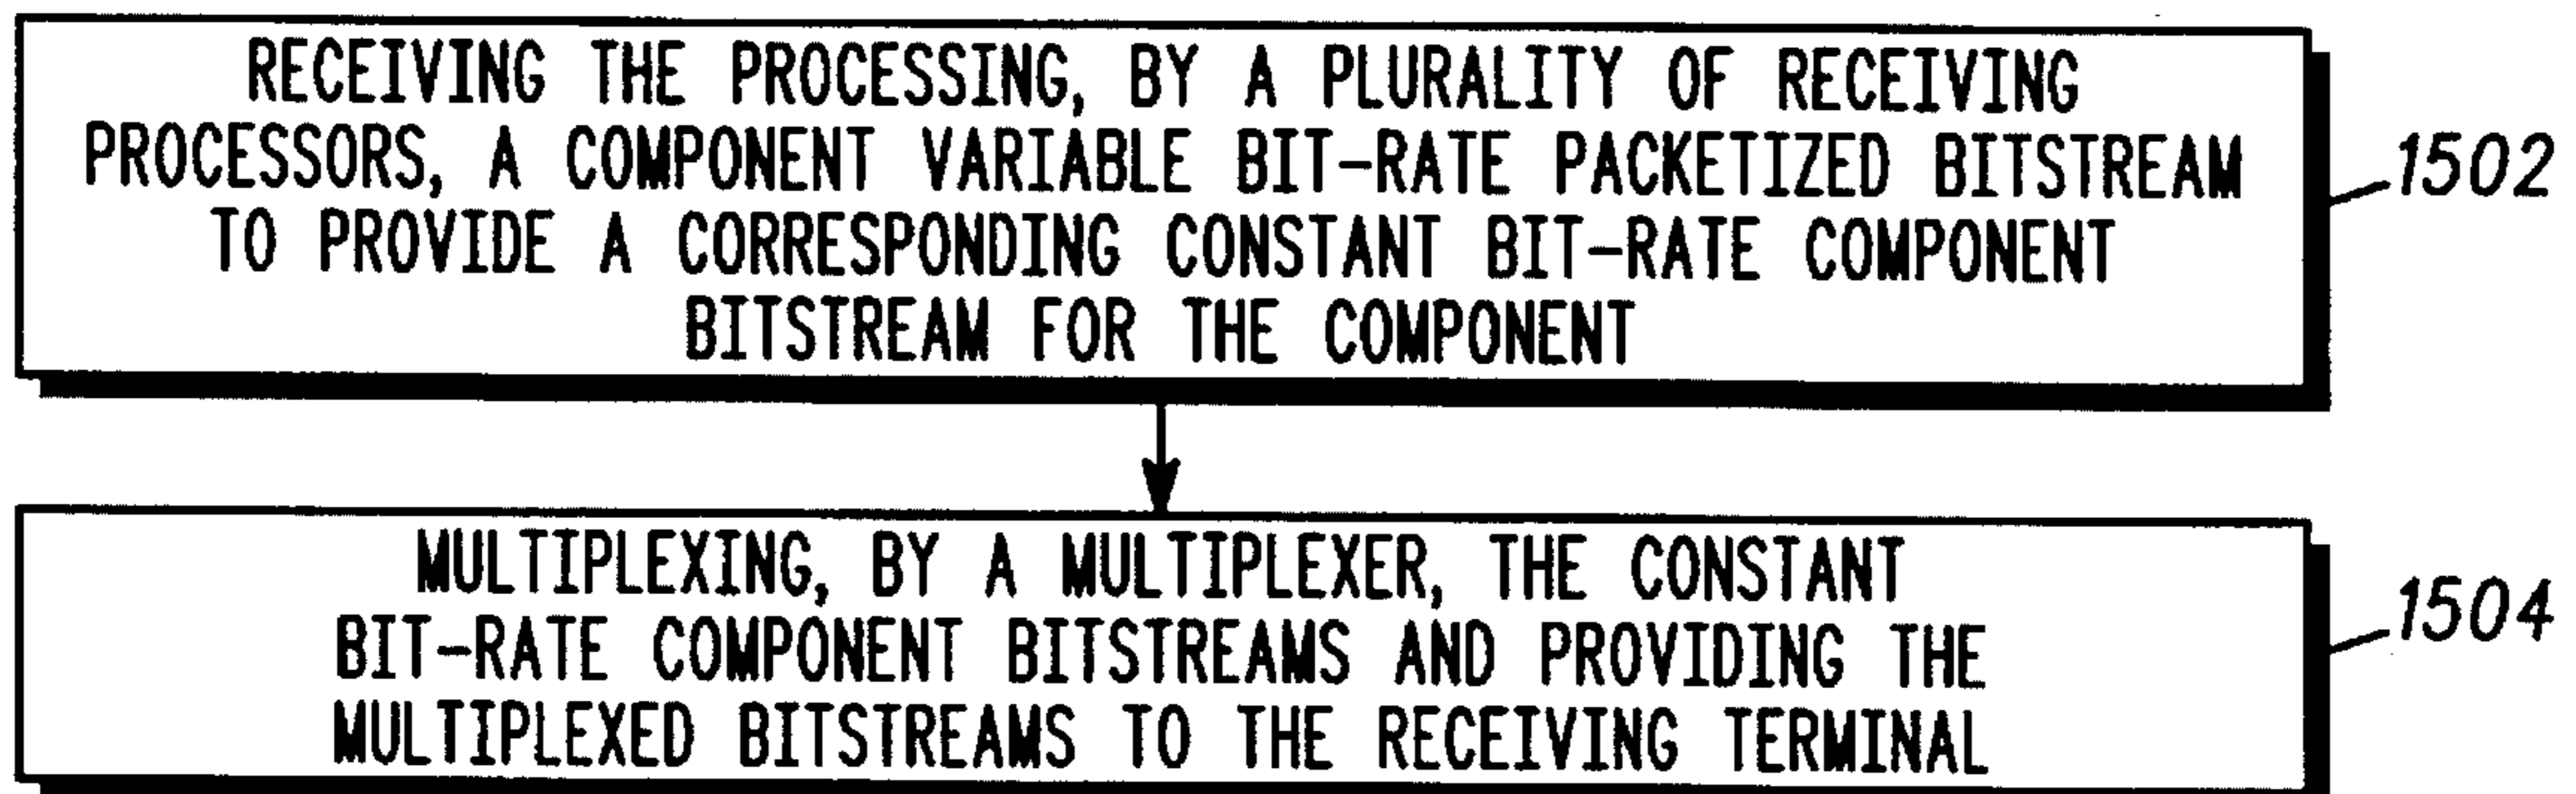 RECEIVING THE PROCESSING, BY A PLURALITY OF RECEIVING
PROCESSORS, A COMPONENT VARIABLE BIT-RATE PACKETIZED BITSTREAM
TO PROVIDE A CORRESPONDING CONSTANT BIT-RATE COMPONENT
BITSTREAM FOR THE COMPONENT
1502
MULTIPLEXING, BY A MULTIPLEXER, THE CONSTANT
BIT-RATE COMPONENT BITSTREAMS AND PROVIDING THE
MULTIPLEXED BITSTREAMS TO THE RECEIVING TERMINAL
1504